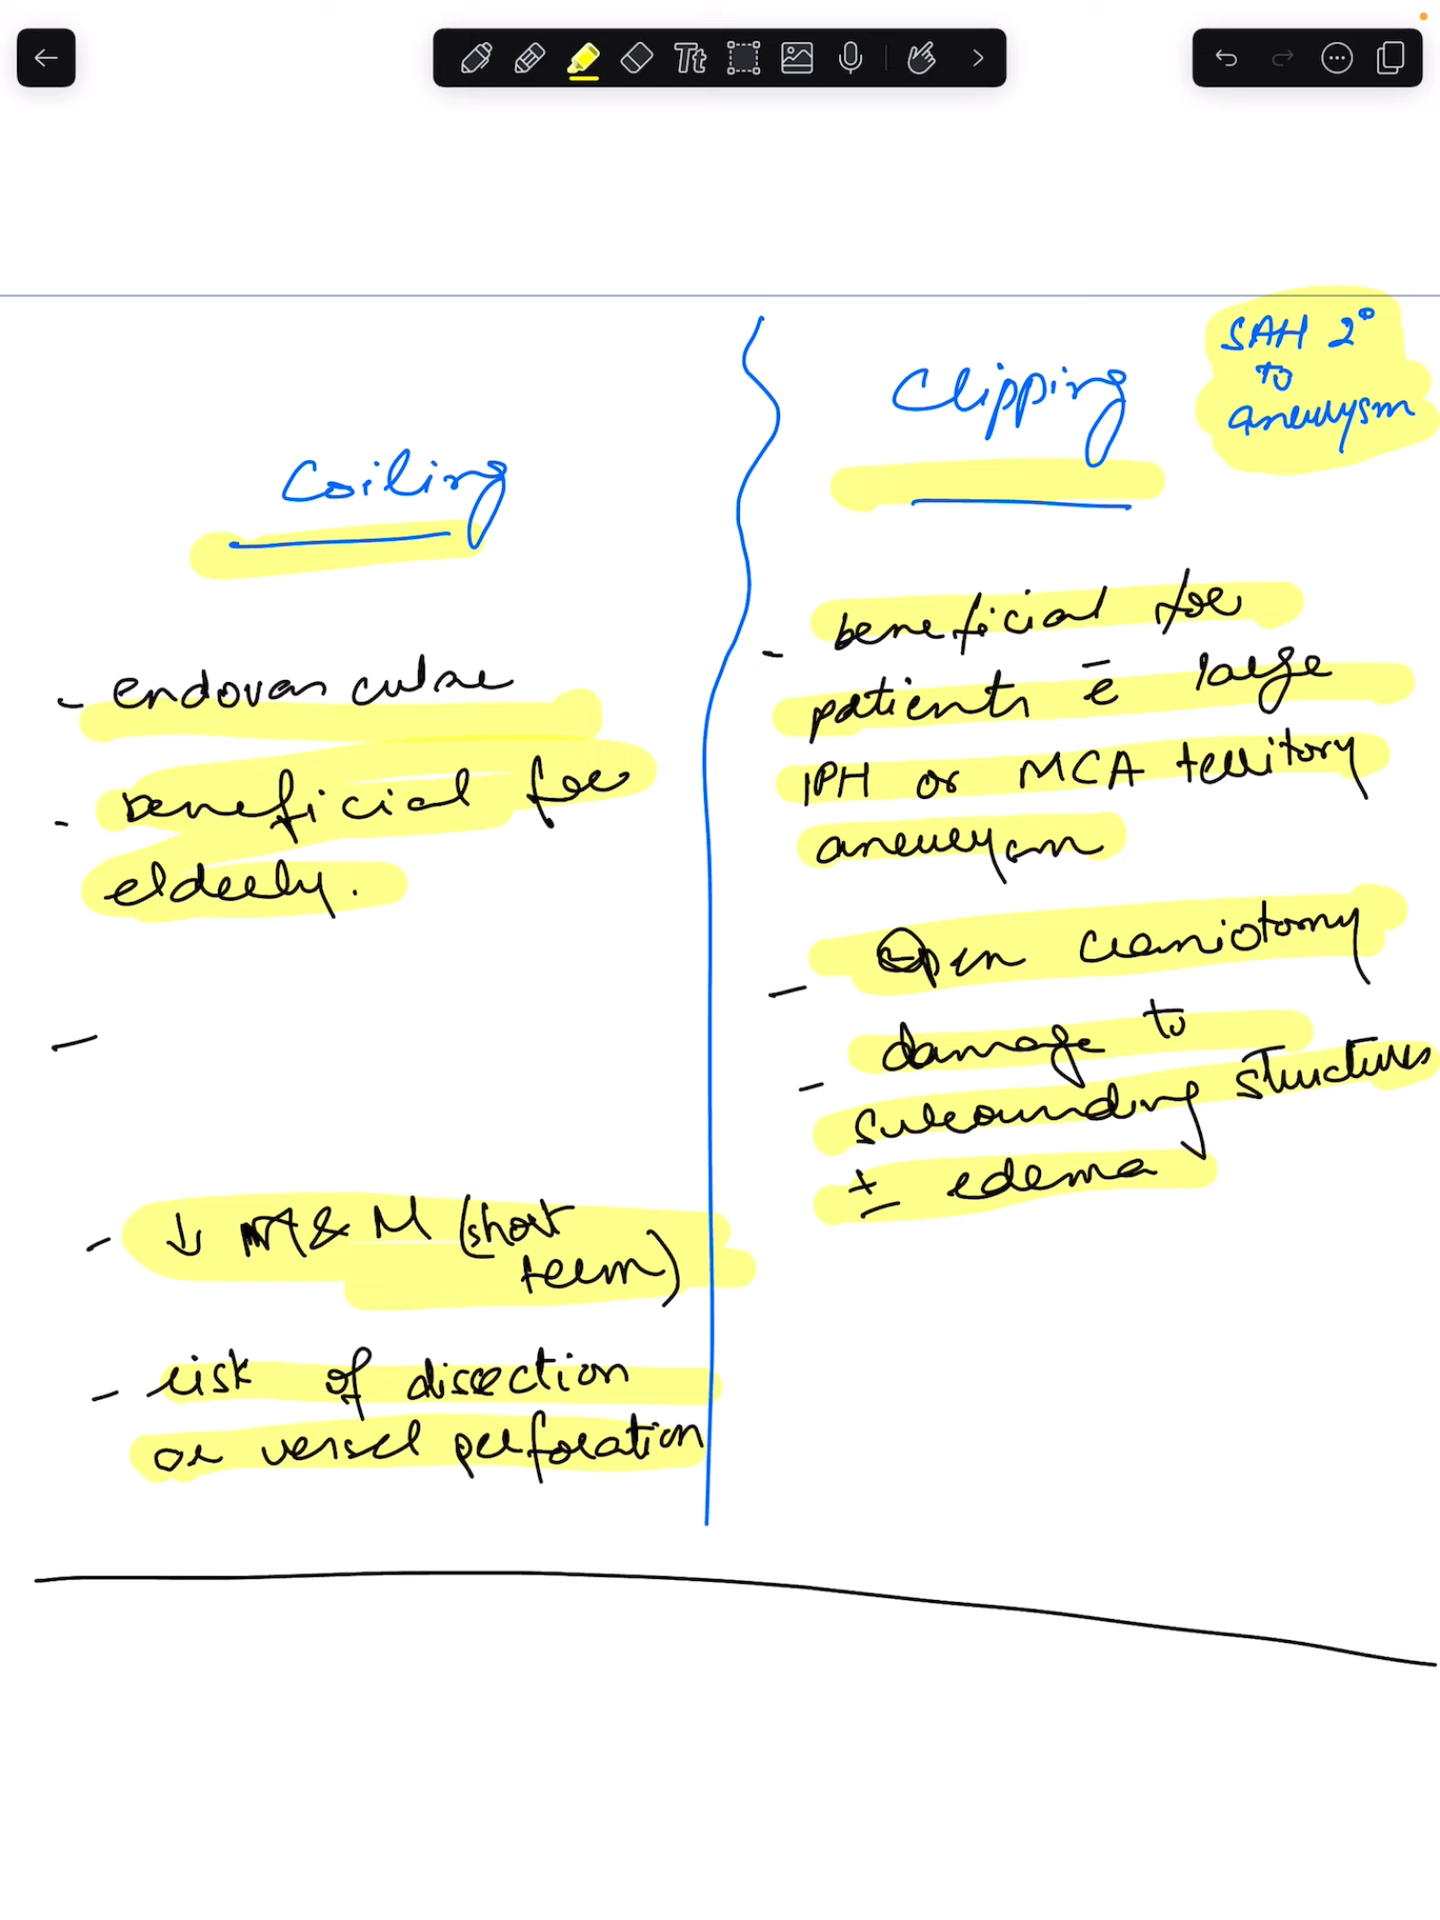 Tt
SAH 2°
to
aneurysm
Coiling
- endovascular
- beneficial for
elderly.
-
- ↓ M & M (short
term)
- risk of dissection
or vessel perforation
Clipping
- beneficial for
patients c̄ large
IPH or MCA territory
aneurysm
- Open craniotomy
- damage to
surrounding structures
± edema